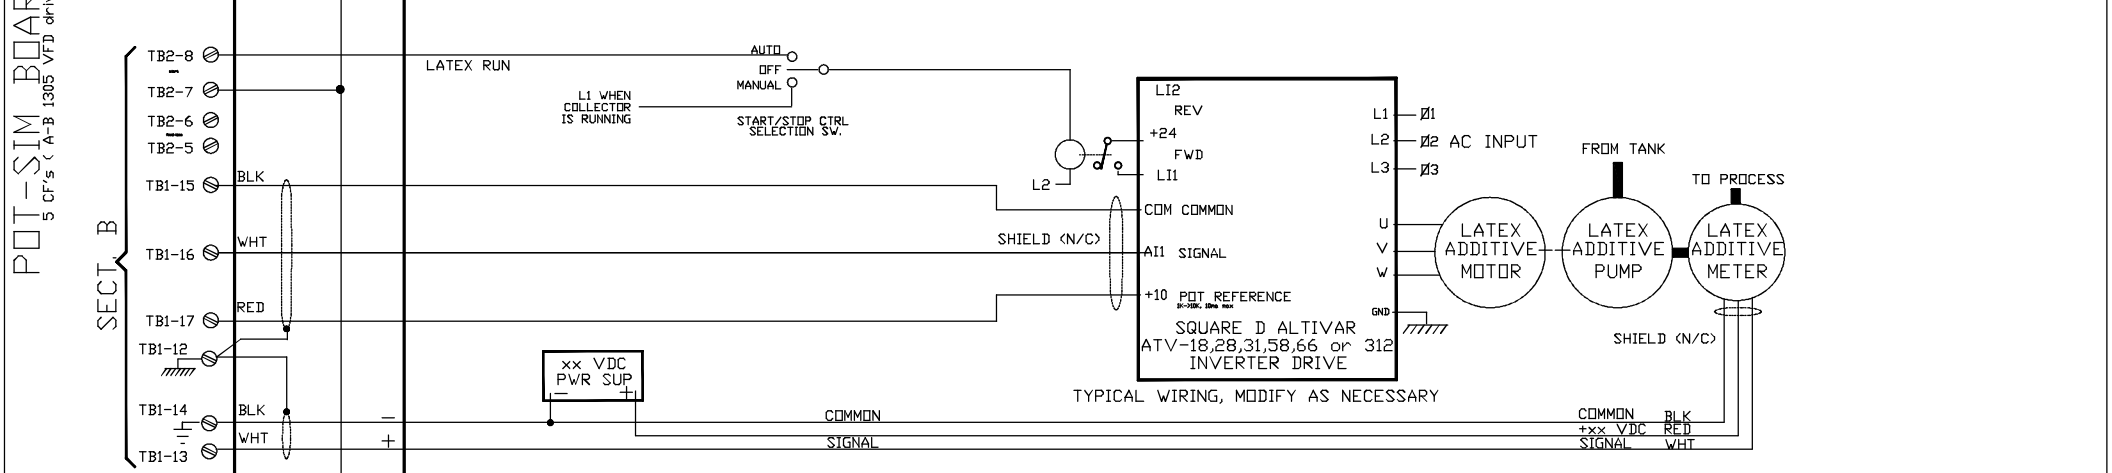 POT-SIM BOAR
5 CF's ( A-B 1305 VFD driv
SECT. B
TB2-8
TB2-7
TB2-6
TB2-5
TB1-15
TB1-16
TB1-17
TB1-12
TB1-14
TB1-13
BLK
WHT
RED
BLK
WHT
LATEX RUN
AUTO
OFF
MANUAL
L1 WHEN
COLLECTOR
IS RUNNING
START/STOP CTRL
SELECTION SW.
L2
SHIELD (N/C)
LI2
REV
+24
FWD
LI1
COM COMMON
AI1 SIGNAL
+10 POT REFERENCE
1K->10K, 10ma max
SQUARE D ALTIVAR
ATV-18,28,31,58,66 or 312
INVERTER DRIVE
L1 Ø1
L2 Ø2 AC INPUT
L3 Ø3
U
V
W
GND
LATEX
ADDITIVE
MOTOR
FROM TANK
LATEX
ADDITIVE
PUMP
TO PROCESS
LATEX
ADDITIVE
METER
SHIELD (N/C)
TYPICAL WIRING, MODIFY AS NECESSARY
xx VDC
PWR SUP
- +
-
+
COMMON
SIGNAL
COMMON BLK
+xx VDC RED
SIGNAL WHT